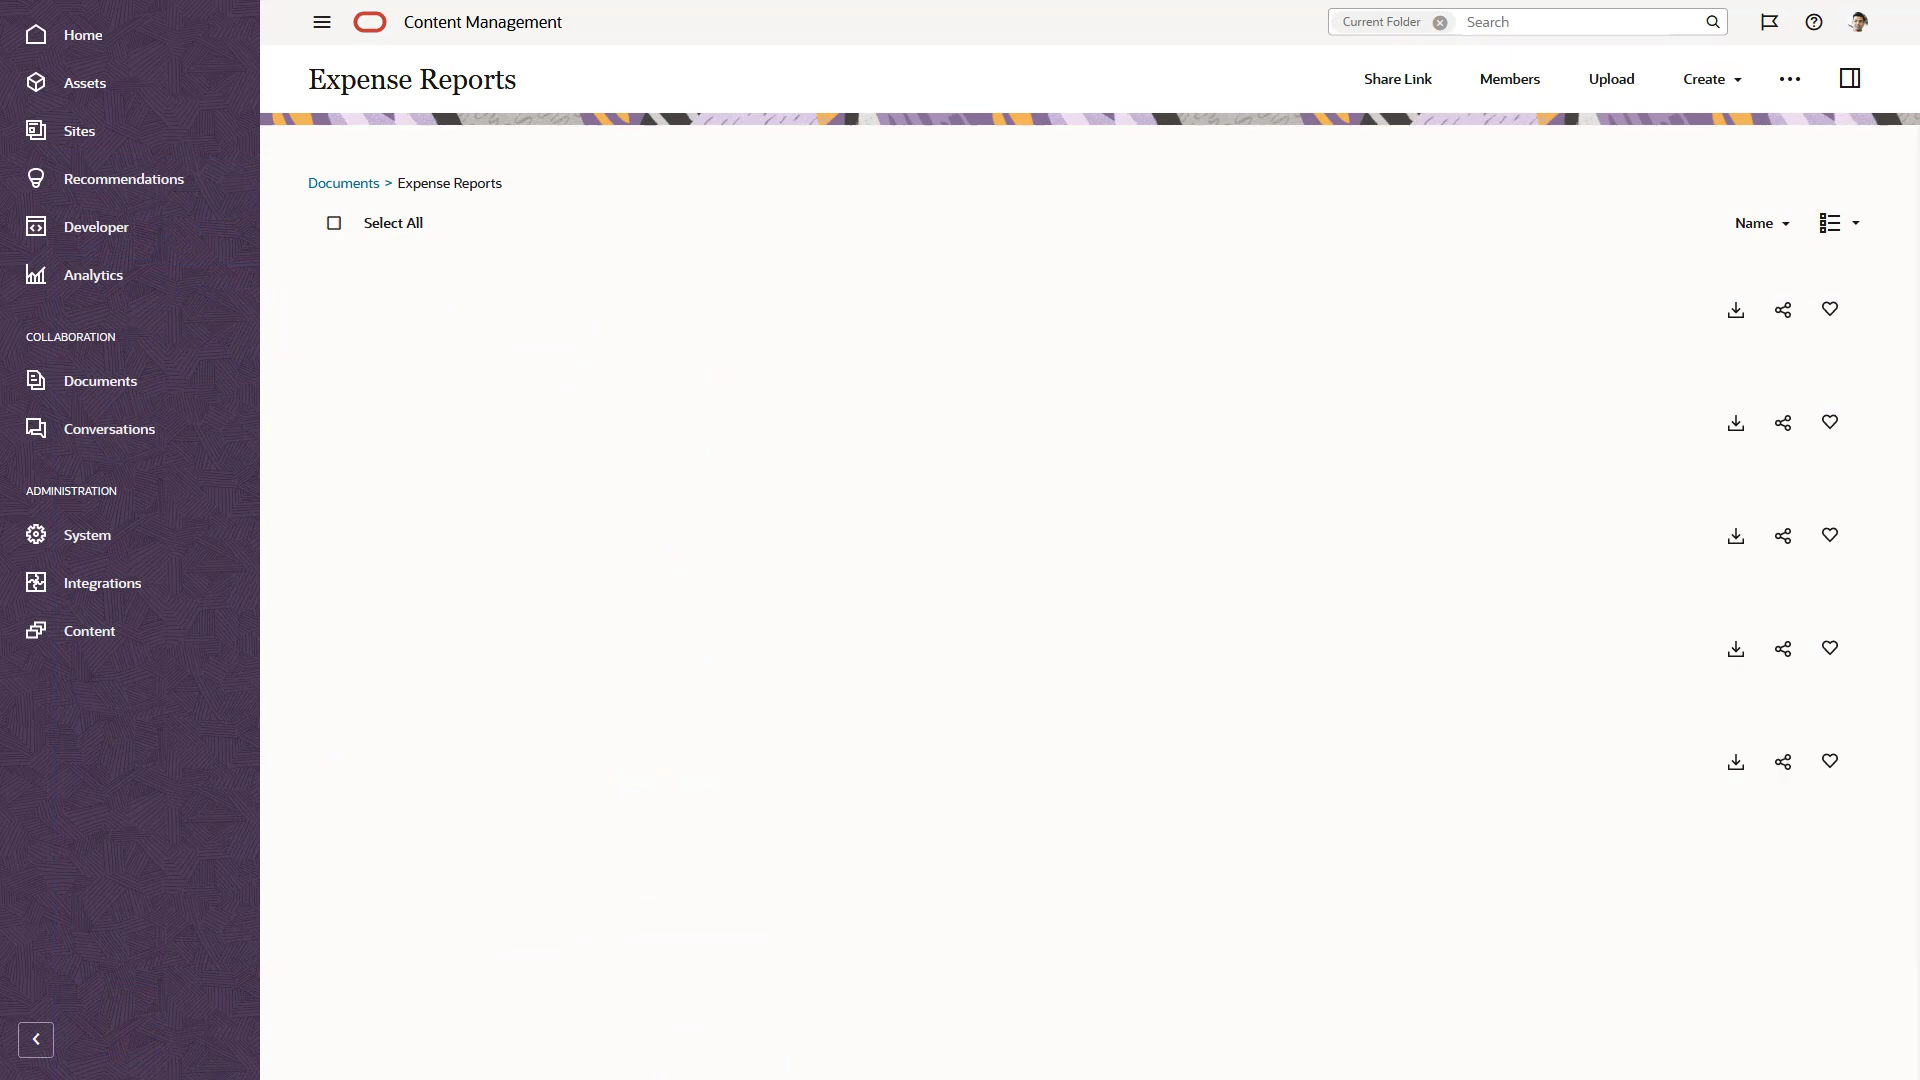 Home
Assets
Sites
Recommendations
Developer
Analytics
COLLABORATION
Documents
Conversations
ADMINISTRATION
System
Integrations
Content
Content Management
Current Folder
Search
Expense Reports
Share Link
Members
Upload
Create
Documents > Expense Reports
Select All
Name